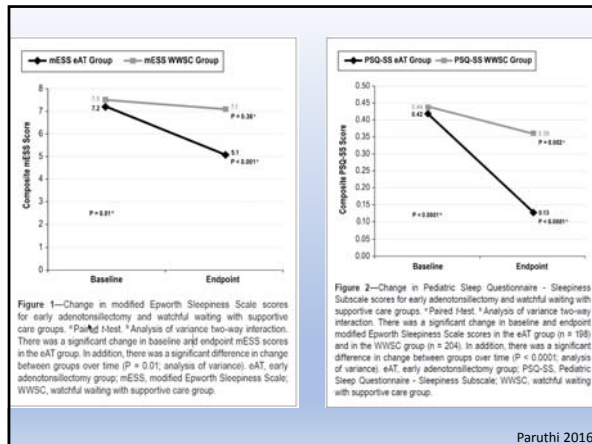 mESS eAT Group mESS WWSC Group
Composite mESS Score
8
7
6
5
4
3
2
1
0
7.5
7.2
7.1
P = 0.36 a
5.1
P < 0.001 a
P = 0.01 b
Baseline Endpoint
Figure 1—Change in modified Epworth Sleepiness Scale scores
for early adenotonsillectomy and watchful waiting with supportive
care groups. a Paired t-test. b Analysis of variance two-way interaction.
There was a significant change in baseline and endpoint mESS scores
in the eAT group. In addition, there was a significant difference in change
between groups over time (P = 0.01; analysis of variance). eAT, early
adenotonsillectomy group; mESS, modified Epworth Sleepiness Scale;
WWSC, watchful waiting with supportive care group.
PSQ-SS eAT Group PSQ-SS WWSC Group
Composite PSQ-SS Score
0.50
0.45
0.40
0.35
0.30
0.25
0.20
0.15
0.10
0.05
0.00
0.44
0.42
0.36
P = 0.002 a
0.13
P < 0.0001 a
P < 0.0001
Baseline Endpoint
Figure 2—Change in Pediatric Sleep Questionnaire - Sleepiness
Subscale scores for early adenotonsillectomy and watchful waiting with
supportive care groups. a Paired t-test. b Analysis of variance two-way
interaction. There was a significant change in baseline and endpoint
modified Epworth Sleepiness Scale scores in the eAT group (n = 198)
and in the WWSC group (n = 204). In addition, there was a significant
difference in change between groups over time (P < 0.0001; analysis
of variance). eAT, early adenotonsillectomy group; PSQ-SS, Pediatric
Sleep Questionnaire - Sleepiness Subscale; WWSC, watchful waiting
with supportive care group.
Paruthi 2016